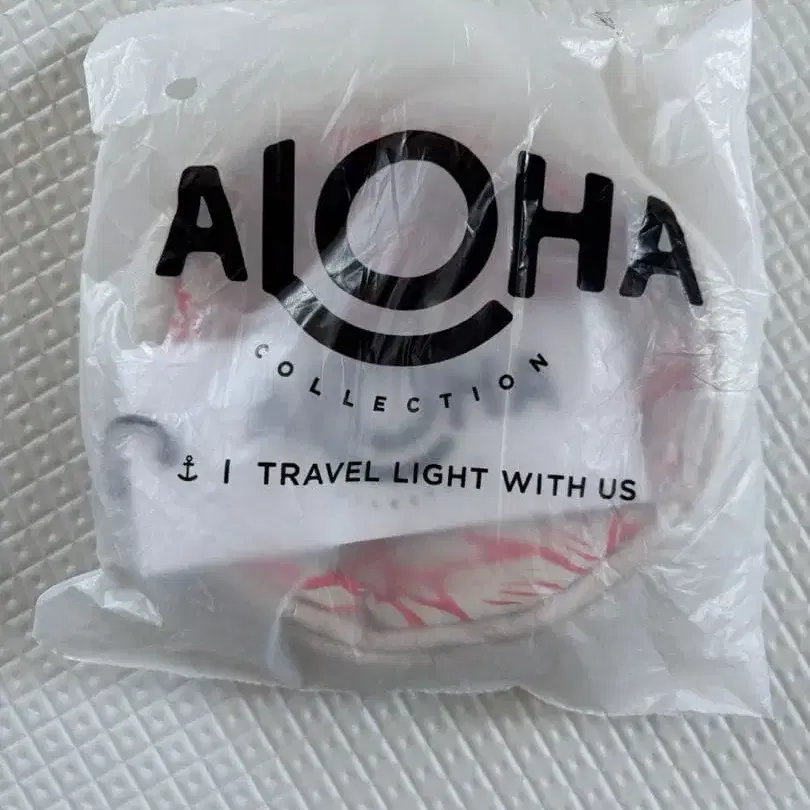 ALOHA
COLLECTION
⚓ | TRAVEL LIGHT WITH US